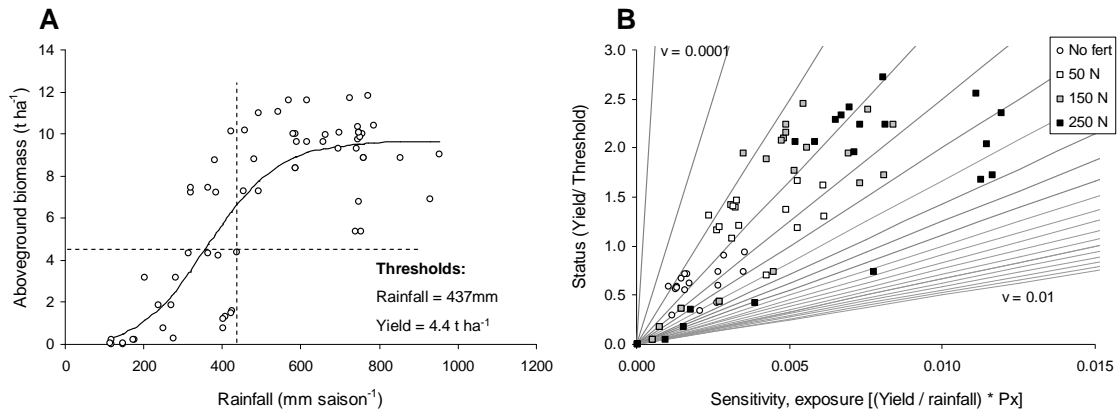 A
Aboveground biomass (t ha-1)
14
12
10
8
6
4
2
0
0 200 400 600 800 1000 1200
Rainfall (mm saison-1)
Thresholds:
Rainfall = 437mm
Yield = 4.4 t ha-1
B
Status (Yield/ Threshold)
3.0
2.5
2.0
1.5
1.0
0.5
0.0
0.000 0.005 0.010 0.015
Sensitivity, exposure [(Yield / rainfall) * Px]
v = 0.0001
v = 0.01
No fert
50 N
150 N
250 N